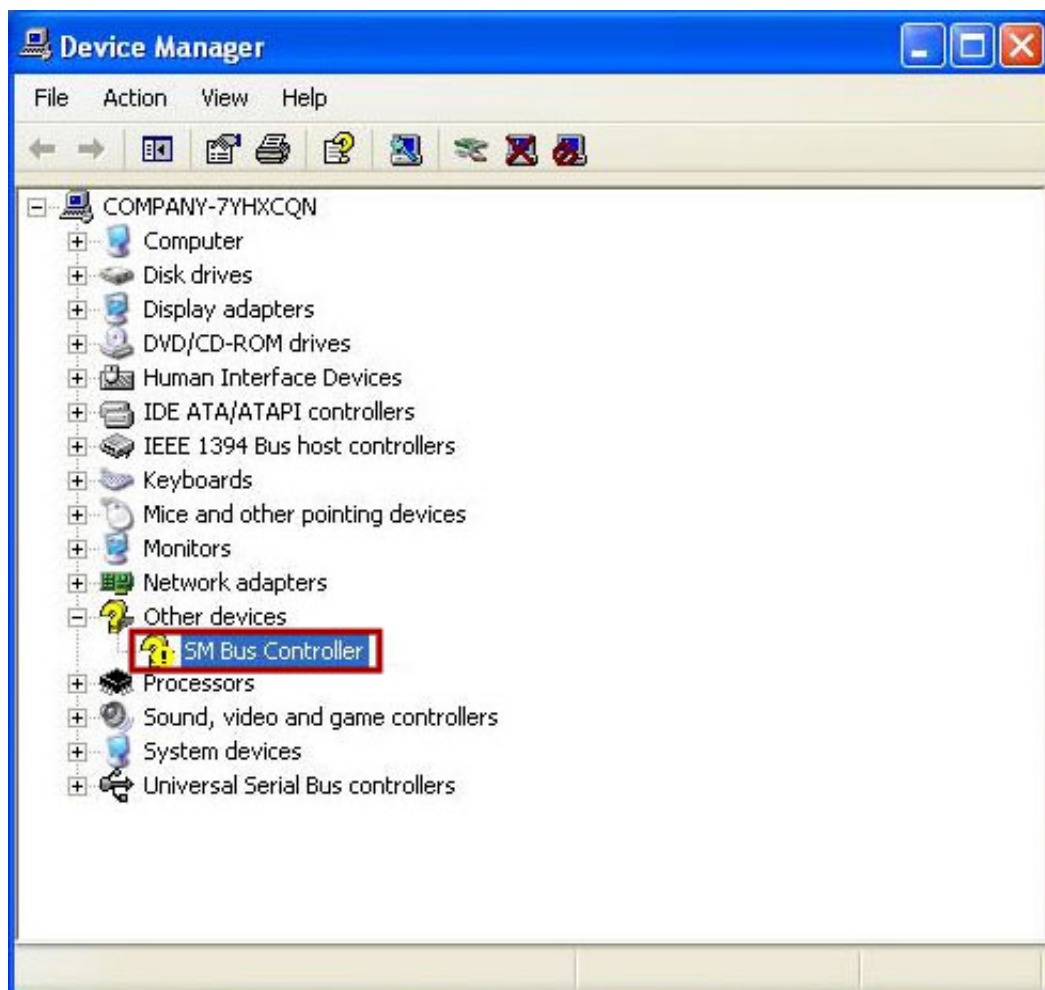 Device Manager
File Action View Help
COMPANY-7YHXCQN
Computer
Disk drives
Display adapters
DVD/CD-ROM drives
Human Interface Devices
IDE ATA/ATAPI controllers
IEEE 1394 Bus host controllers
Keyboards
Mice and other pointing devices
Monitors
Network adapters
Other devices
SM Bus Controller
Processors
Sound, video and game controllers
System devices
Universal Serial Bus controllers